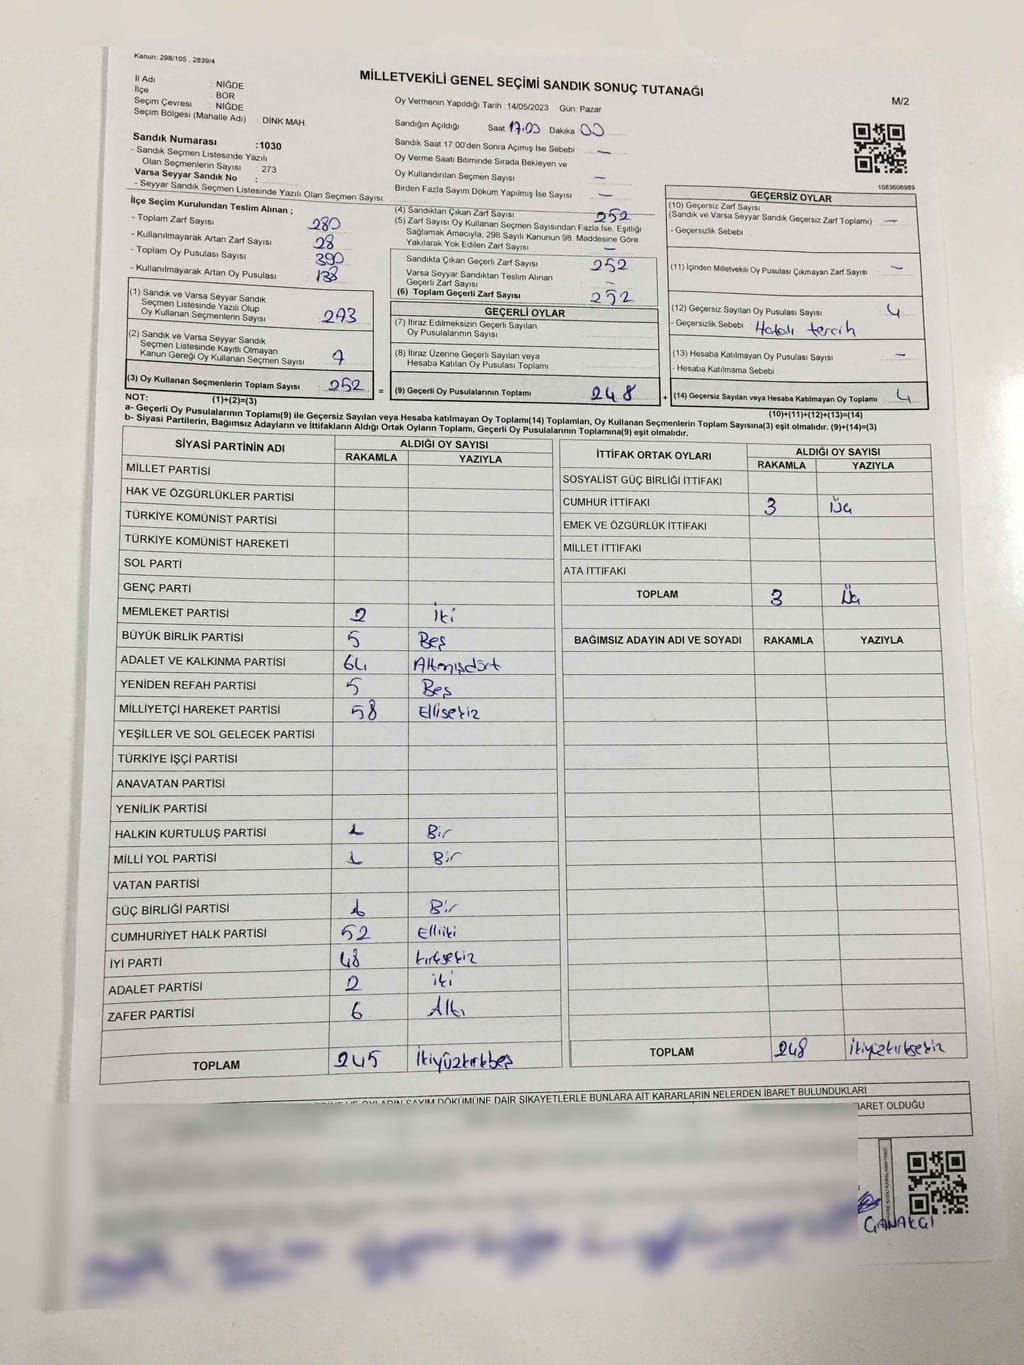 Kanun: 298/105 , 2839/4
MİLLETVEKİLİ GENEL SEÇİMİ SANDIK SONUÇ TUTANAĞI
M/2
İl Adı : NİĞDE
İlçe : BOR
Seçim Çevresi : NİĞDE
Seçim Bölgesi (Mahalle Adı) : DİNK MAH.
Oy Vermenin Yapıldığı Tarih : 14/05/2023 Gün: Pazar
Sandığın Açıldığı Saat 17.00 Dakika 00
Sandık Saat 17:00'den Sonra Açılmış İse Sebebi —
Oy Verme Saati Bitiminde Sırada Bekleyen ve
Oy Kullandırılan Seçmen Sayısı —
Birden Fazla Sayım Döküm Yapılmış İse Sayısı —
Sandık Numarası :1030
- Sandık Seçmen Listesinde Yazılı
Olan Seçmenlerin Sayısı : 273
Varsa Seyyar Sandık No :
- Seyyar Sandık Seçmen Listesinde Yazılı Olan Seçmen Sayısı:
1083606989
İlçe Seçim Kurulundan Teslim Alınan ;
- Toplam Zarf Sayısı 280
- Kullanılmayarak Artan Zarf Sayısı 28
- Toplam Oy Pusulası Sayısı 390
- Kullanılmayarak Artan Oy Pusulası 138
(1) Sandık ve Varsa Seyyar Sandık
Seçmen Listesinde Yazılı Olup
Oy Kullanan Seçmenlerin Sayısı
(2) Sandık ve Varsa Seyyar Sandık
Seçmen Listesinde Kayıtlı Olmayan
Kanun Gereği Oy Kullanan Seçmen Sayısı 7
(3) Oy Kullanan Seçmenlerin Toplam Sayısı 252 =
(4) Sandıktan Çıkan Zarf Sayısı 252
(5) Zarf Sayısı Oy Kullanan Seçmen Sayısından Fazla İse, Eşitliği
Sağlamak Amacıyla, 298 Sayılı Kanunun 98. Maddesine Göre
Yakılarak Yok Edilen Zarf Sayısı —
Sandıkta Çıkan Geçerli Zarf Sayısı 252
Varsa Seyyar Sandıktan Teslim Alınan
Geçerli Zarf Sayısı —
(6) Toplam Geçerli Zarf Sayısı 252
GEÇERLİ OYLAR
(7) İtiraz Edilmeksizin Geçerli Sayılan
Oy Pusulalarının Sayısı
(8) İtiraz Üzerine Geçerli Sayılan veya
Hesaba Katılan Oy Pusulası Toplamı
(9) Geçerli Oy Pusulalarının Toplamı 248 +
GEÇERSİZ OYLAR
(10) Geçersiz Zarf Sayısı
(Sandık ve Varsa Seyyar Sandık Geçersiz Zarf Toplamı) —
- Geçersizlik Sebebi
(11) İçinden Milletvekili Oy Pusulası Çıkmayan Zarf Sayısı —
(12) Geçersiz Sayılan Oy Pusulası Sayısı 4
- Geçersizlik Sebebi : Hatalı tercih
(13) Hesaba Katılmayan Oy Pusulası Sayısı —
- Hesaba Katılmama Sebebi :
(14) Geçersiz Sayılan veya Hesaba Katılmayan Oy Toplamı 4
NOT: (1)+(2)=(3)
(10)+(11)+(12)+(13)=(14)
a- Geçerli Oy Pusulalarının Toplamı(9) ile Geçersiz Sayılan veya Hesaba katılmayan Oy Toplamı(14) Toplamları, Oy Kullanan Seçmenlerin Toplam Sayısına(3) eşit olmalıdır. (9)+(14)=(3)
b- Siyasi Partilerin, Bağımsız Adayların ve İttifakların Aldığı Ortak Oyların Toplamı, Geçerli Oy Pusulalarının Toplamına(9) eşit olmalıdır.
SİYASİ PARTİNİN ADI ALDIĞI OY SAYISI
RAKAMLA YAZIYLA
MİLLET PARTİSİ
HAK VE ÖZGÜRLÜKLER PARTİSİ
TÜRKİYE KOMÜNİST PARTİSİ
TÜRKİYE KOMÜNİST HAREKETİ
SOL PARTİ
GENÇ PARTİ
MEMLEKET PARTİSİ 2 İki
BÜYÜK BİRLİK PARTİSİ 5 Beş
ADALET VE KALKINMA PARTİSİ 64 Altmışdört
YENİDEN REFAH PARTİSİ 5 Beş
MİLLİYETÇİ HAREKET PARTİSİ 58 Ellisekiz
YEŞİLLER VE SOL GELECEK PARTİSİ
TÜRKİYE İŞÇİ PARTİSİ
ANAVATAN PARTİSİ
YENİLİK PARTİSİ
HALKIN KURTULUŞ PARTİSİ 1 Bir
MİLLİ YOL PARTİSİ 1 Bir
VATAN PARTİSİ
GÜÇ BİRLİĞİ PARTİSİ 1 Bir
CUMHURİYET HALK PARTİSİ 52 Elliiki
İYİ PARTİ 48 kırksekiz
ADALET PARTİSİ 2 iki
ZAFER PARTİSİ 6 Altı
TOPLAM 245 İkiyüzkırkbeş
İTTİFAK ORTAK OYLARI ALDIĞI OY SAYISI
RAKAMLA YAZIYLA
SOSYALİST GÜÇ BİRLİĞİ İTTİFAKI
CUMHUR İTTİFAKI 3 Üç
EMEK VE ÖZGÜRLÜK İTTİFAKI
MİLLET İTTİFAKI
ATA İTTİFAKI
TOPLAM 3 Üç
BAĞIMSIZ ADAYIN ADI VE SOYADI RAKAMLA YAZIYLA
TOPLAM 248 ikiyüzkırksekiz
OYLARIN SAYIM DÖKÜMÜNE DAİR ŞİKAYETLERLE BUNLARA AİT KARARLARIN NELERDEN İBARET BULUNDUKLARI
İBARET OLDUĞU
ÇANAKÇI